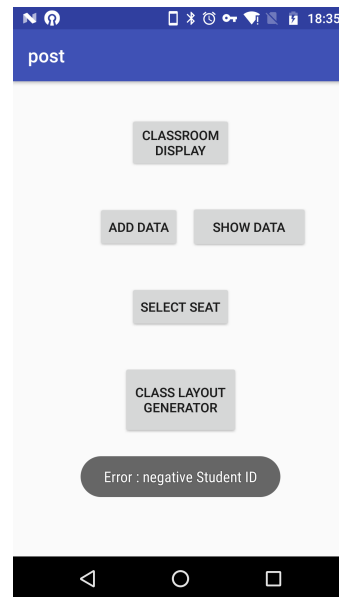 18:35
post
CLASSROOM
DISPLAY
ADD DATA SHOW DATA
SELECT SEAT
CLASS LAYOUT
GENERATOR
Error : negative Student ID